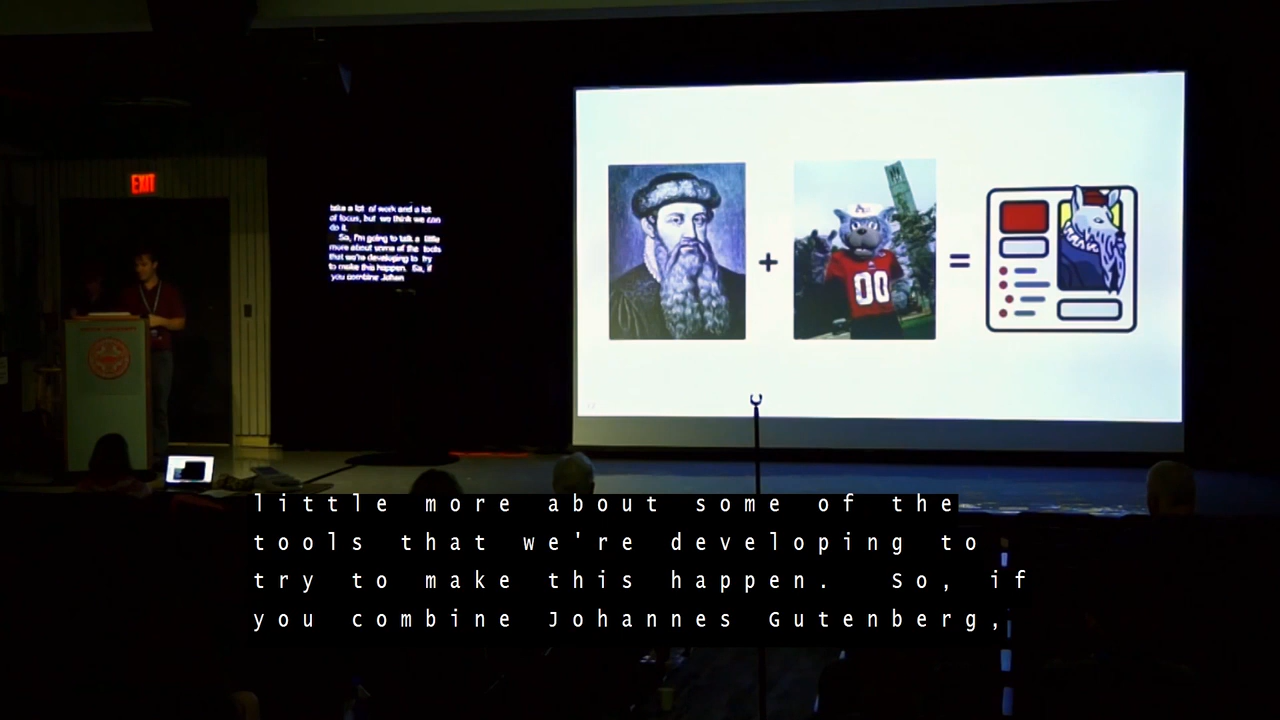 EXIT
take a lot of work and a lot
of focus, but we think we can
do it.
So, I'm going to talk a little
more about some of the tools
that we're developing to try
to make this happen. So, if
you combine Johan
+
=
00
little more about some of the
tools that we're developing to
try to make this happen. So, if
you combine Johannes Gutenberg,